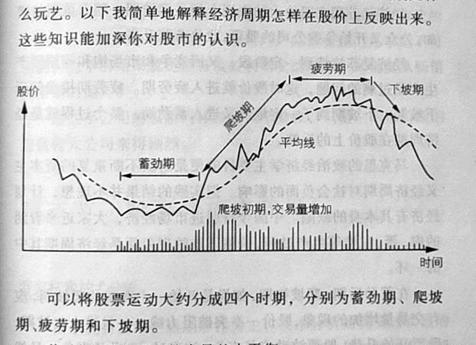 么玩艺。以下我简单地解释经济周期怎样在股价上反映出来。
这些知识能加深你对股市的认识。
股价
疲劳期
下坡期
爬坡期
平均线
蓄劲期
爬坡初期,交易量增加
时间
可以将股票运动大约分成四个时期，分别为蓄劲期、爬坡
期、疲劳期和下坡期。